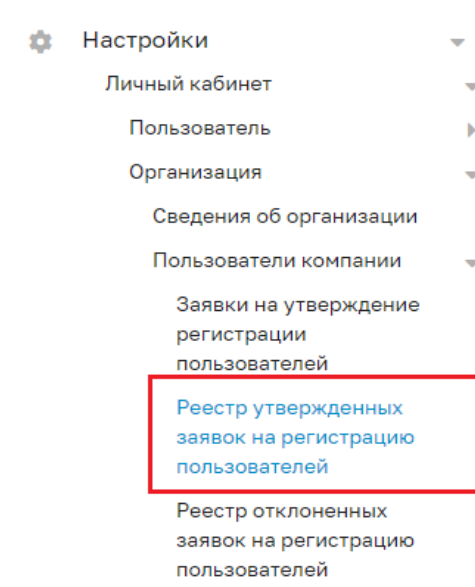 Настройки
Личный кабинет
Пользователь
Организация
Сведения об организации
Пользователи компании
Заявки на утверждение
регистрации
пользователей
Реестр утвержденных
заявок на регистрацию
пользователей
Реестр отклоненных
заявок на регистрацию
пользователей